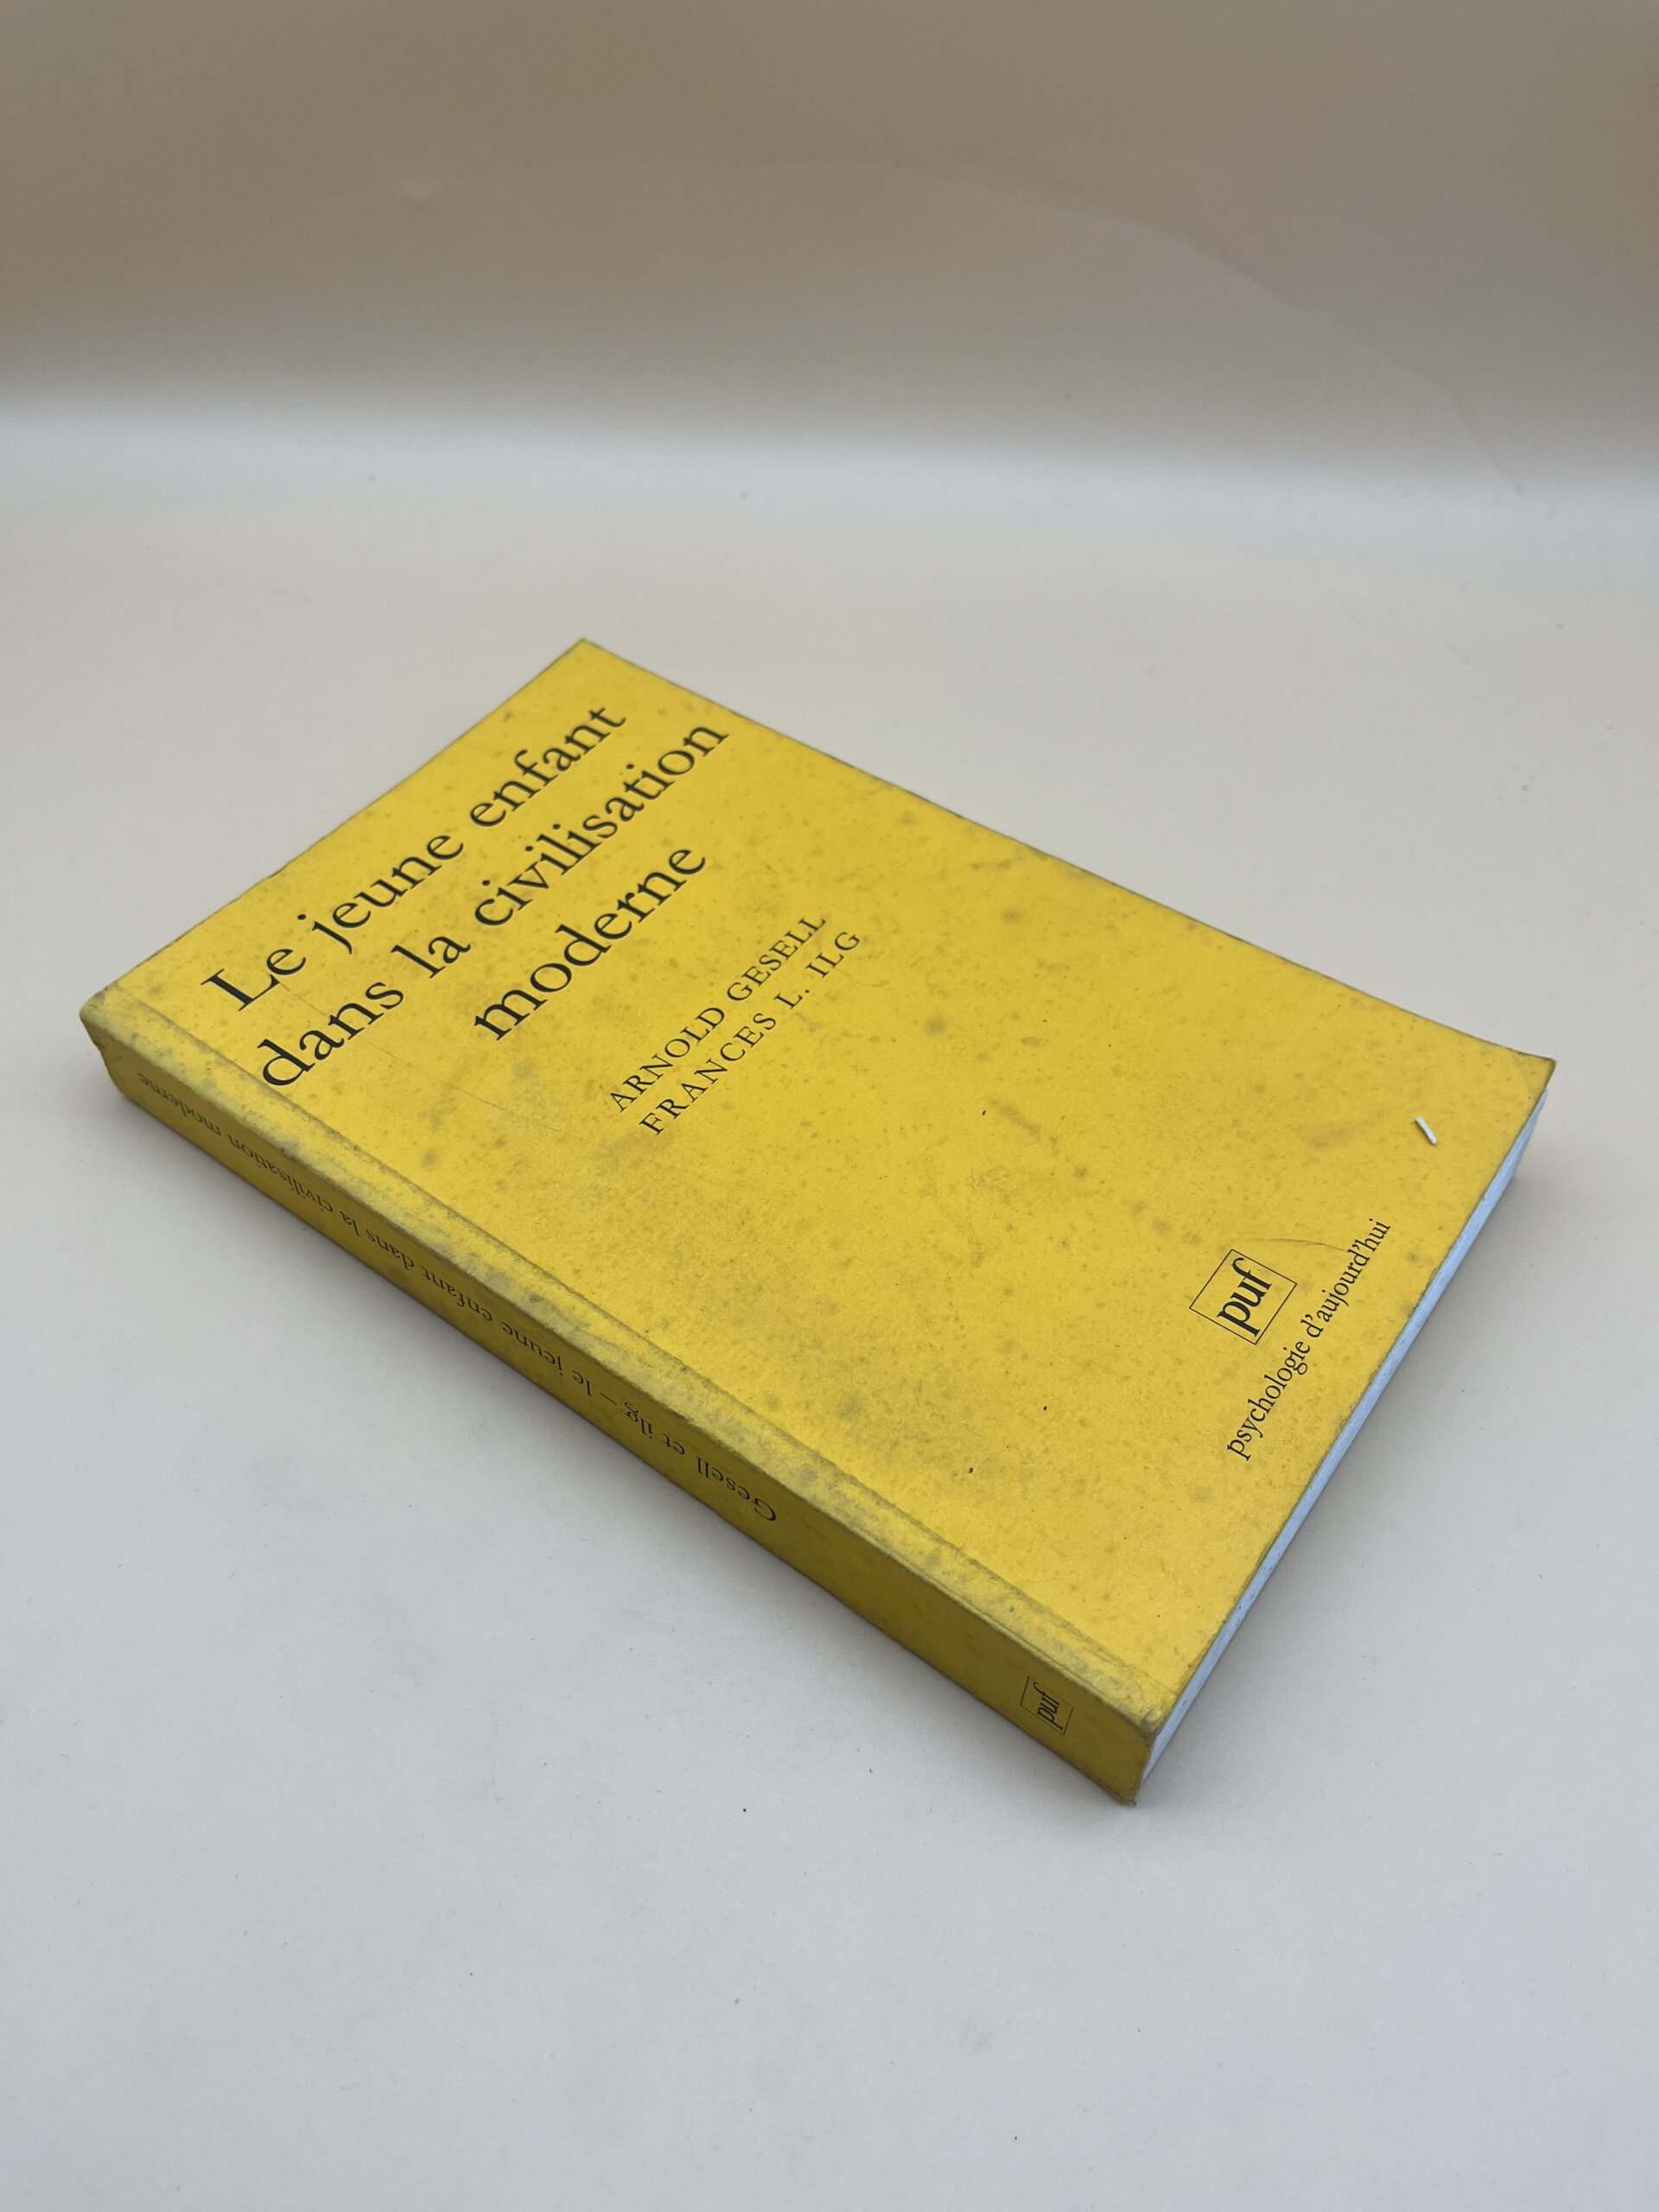 Le jeune enfant
dans la civilisation
moderne
ARNOLD GESELL
FRANCES L. ILG
puf
psychologie d'aujourd'hui
Gesell et ilg – le jeune enfant dans la civilisation moderne
puf